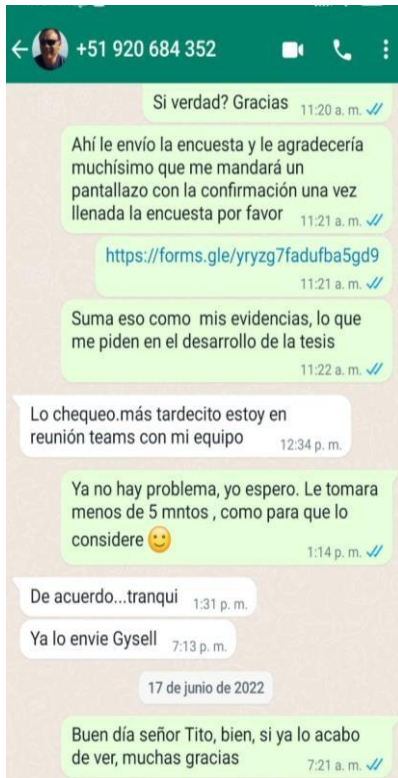 +51 920 684 352
Si verdad? Gracias 11:20 a. m.
Ahí le envío la encuesta y le agradecería
muchísimo que me mandará un
pantallazo con la confirmación una vez
llenada la encuesta por favor 11:21 a. m.
https://forms.gle/yryzg7fadufba5gd9
11:21 a. m.
Suma eso como mis evidencias, lo que
me piden en el desarrollo de la tesis
11:22 a. m.
Lo chequeo.más tardecito estoy en
reunión teams con mi equipo 12:34 p. m.
Ya no hay problema, yo espero. Le tomara
menos de 5 mntos , como para que lo
considere 1:14 p. m.
De acuerdo...tranqui 1:31 p. m.
Ya lo envie Gysell 7:13 p. m.
17 de junio de 2022
Buen día señor Tito, bien, si ya lo acabo
de ver, muchas gracias 7:21 a. m.